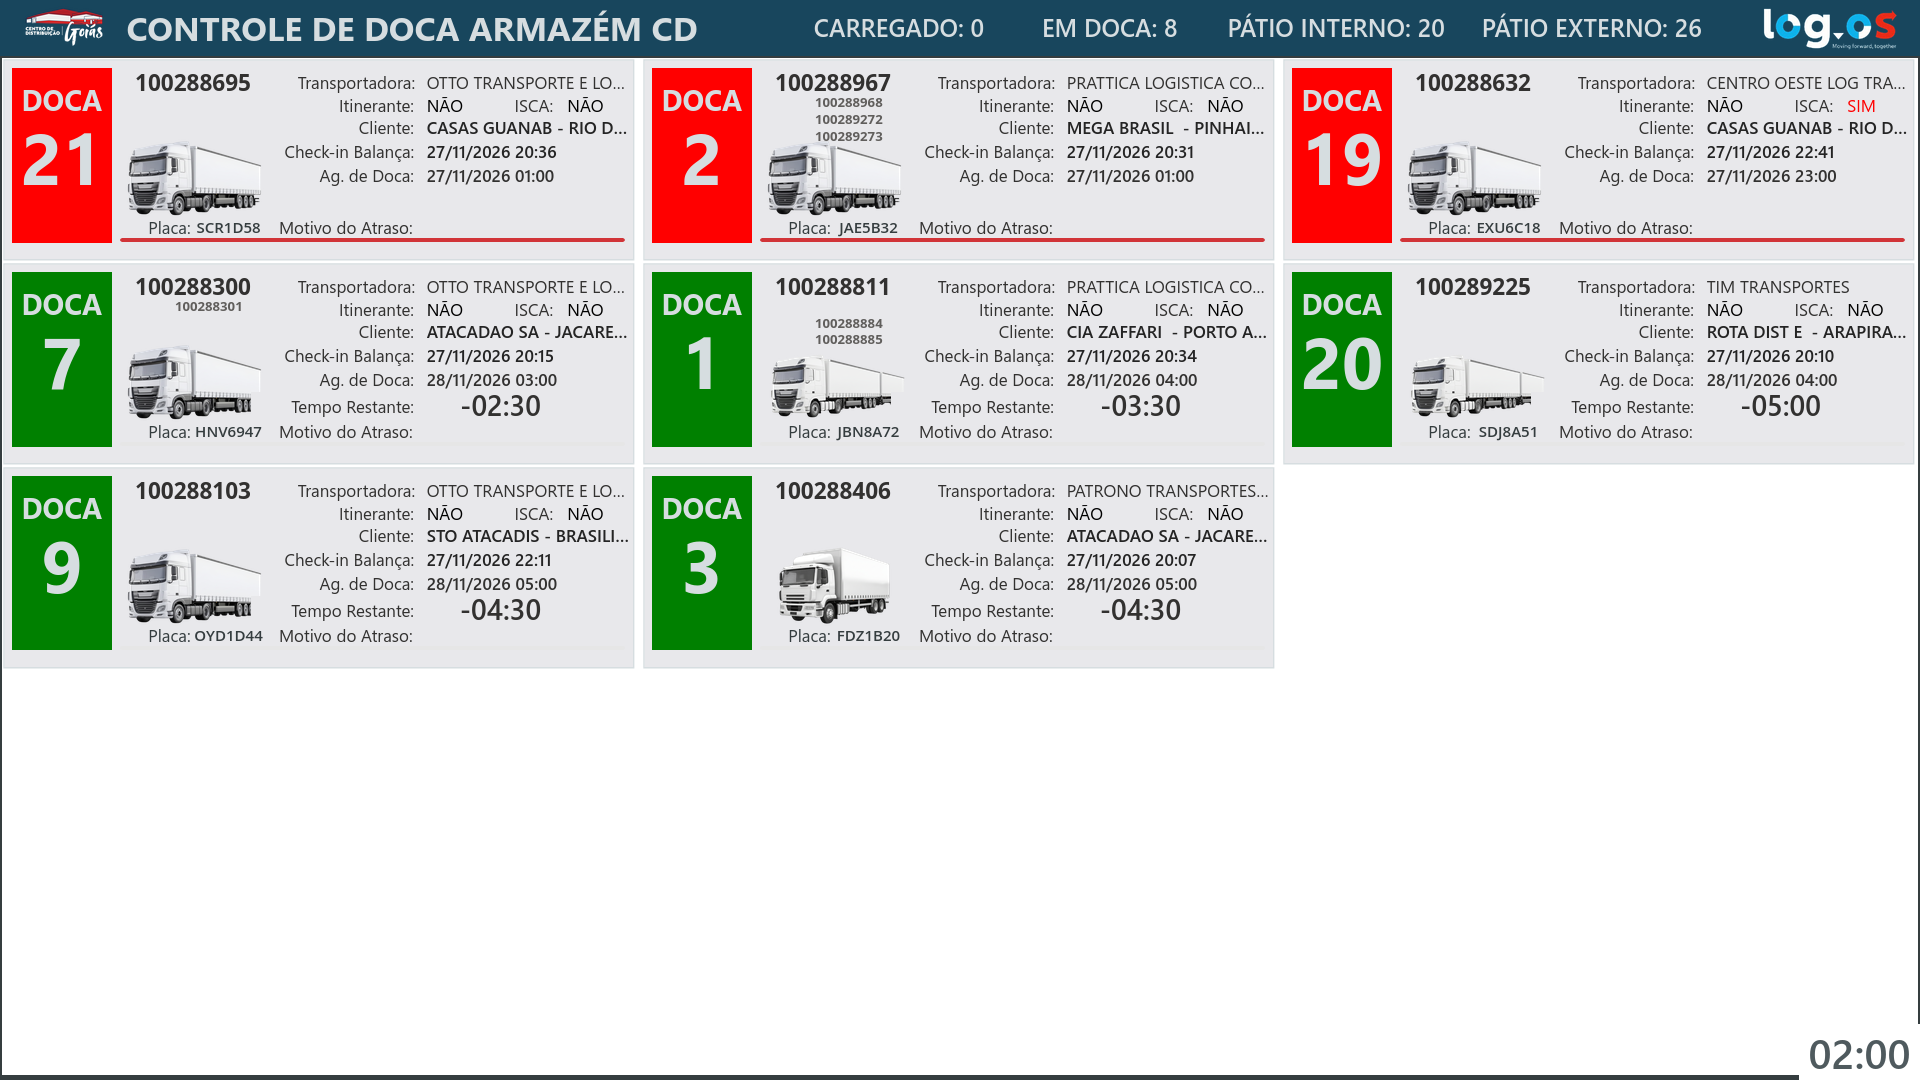 CENTRO DE DISTRIBUIÇÃO Goiás
CONTROLE DE DOCA ARMAZÉM CD
CARREGADO: 0
EM DOCA: 8
PÁTIO INTERNO: 20
PÁTIO EXTERNO: 26
log.os
Moving forward, together
DOCA
21
100288695
Transportadora: OTTO TRANSPORTE E LO...
Itinerante: NÃO ISCA: NÃO
Cliente: CASAS GUANAB - RIO D...
Check-in Balança: 27/11/2026 20:36
Ag. de Doca: 27/11/2026 01:00
Placa: SCR1D58 Motivo do Atraso:
DOCA
2
100288967
100288968
100289272
100289273
Transportadora: PRATTICA LOGISTICA CO...
Itinerante: NÃO ISCA: NÃO
Cliente: MEGA BRASIL - PINHAI...
Check-in Balança: 27/11/2026 20:31
Ag. de Doca: 27/11/2026 01:00
Placa: JAE5B32 Motivo do Atraso:
DOCA
19
100288632
Transportadora: CENTRO OESTE LOG TRA...
Itinerante: NÃO ISCA: SIM
Cliente: CASAS GUANAB - RIO D...
Check-in Balança: 27/11/2026 22:41
Ag. de Doca: 27/11/2026 23:00
Placa: EXU6C18 Motivo do Atraso:
DOCA
7
100288300
100288301
Transportadora: OTTO TRANSPORTE E LO...
Itinerante: NÃO ISCA: NÃO
Cliente: ATACADAO SA - JACARE...
Check-in Balança: 27/11/2026 20:15
Ag. de Doca: 28/11/2026 03:00
Tempo Restante: -02:30
Placa: HNV6947 Motivo do Atraso:
DOCA
1
100288811
100288884
100288885
Transportadora: PRATTICA LOGISTICA CO...
Itinerante: NÃO ISCA: NÃO
Cliente: CIA ZAFFARI - PORTO A...
Check-in Balança: 27/11/2026 20:34
Ag. de Doca: 28/11/2026 04:00
Tempo Restante: -03:30
Placa: JBN8A72 Motivo do Atraso:
DOCA
20
100289225
Transportadora: TIM TRANSPORTES
Itinerante: NÃO ISCA: NÃO
Cliente: ROTA DIST E - ARAPIRA...
Check-in Balança: 27/11/2026 20:10
Ag. de Doca: 28/11/2026 04:00
Tempo Restante: -05:00
Placa: SDJ8A51 Motivo do Atraso:
DOCA
9
100288103
Transportadora: OTTO TRANSPORTE E LO...
Itinerante: NÃO ISCA: NÃO
Cliente: STO ATACADIS - BRASILI...
Check-in Balança: 27/11/2026 22:11
Ag. de Doca: 28/11/2026 05:00
Tempo Restante: -04:30
Placa: OYD1D44 Motivo do Atraso:
DOCA
3
100288406
Transportadora: PATRONO TRANSPORTES...
Itinerante: NÃO ISCA: NÃO
Cliente: ATACADAO SA - JACARE...
Check-in Balança: 27/11/2026 20:07
Ag. de Doca: 28/11/2026 05:00
Tempo Restante: -04:30
Placa: FDZ1B20 Motivo do Atraso:
02:00